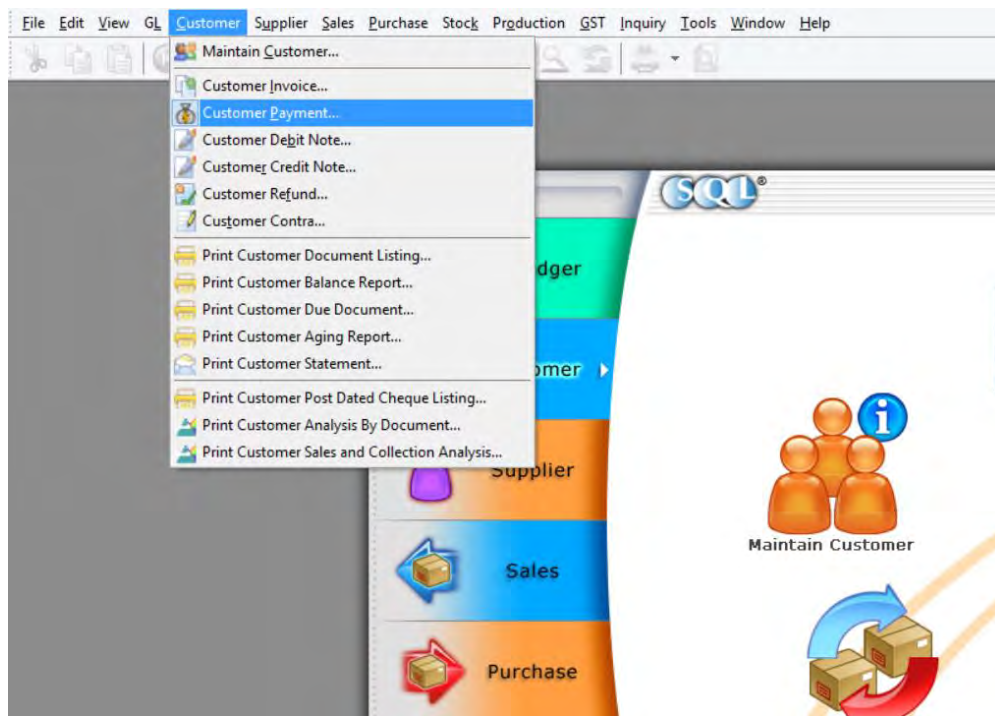 File Edit View GL Customer Supplier Sales Purchase Stock Production GST Inquiry Tools Window Help
Maintain Customer...
Customer Invoice...
Customer Payment...
Customer Debit Note...
Customer Credit Note...
Customer Refund...
Customer Contra...
Print Customer Document Listing...
Print Customer Balance Report...
Print Customer Due Document...
Print Customer Aging Report...
Print Customer Statement...
Print Customer Post Dated Cheque Listing...
Print Customer Analysis By Document...
Print Customer Sales and Collection Analysis...
SQL®
dger
omer
Supplier
Sales
Purchase
i
Maintain Customer